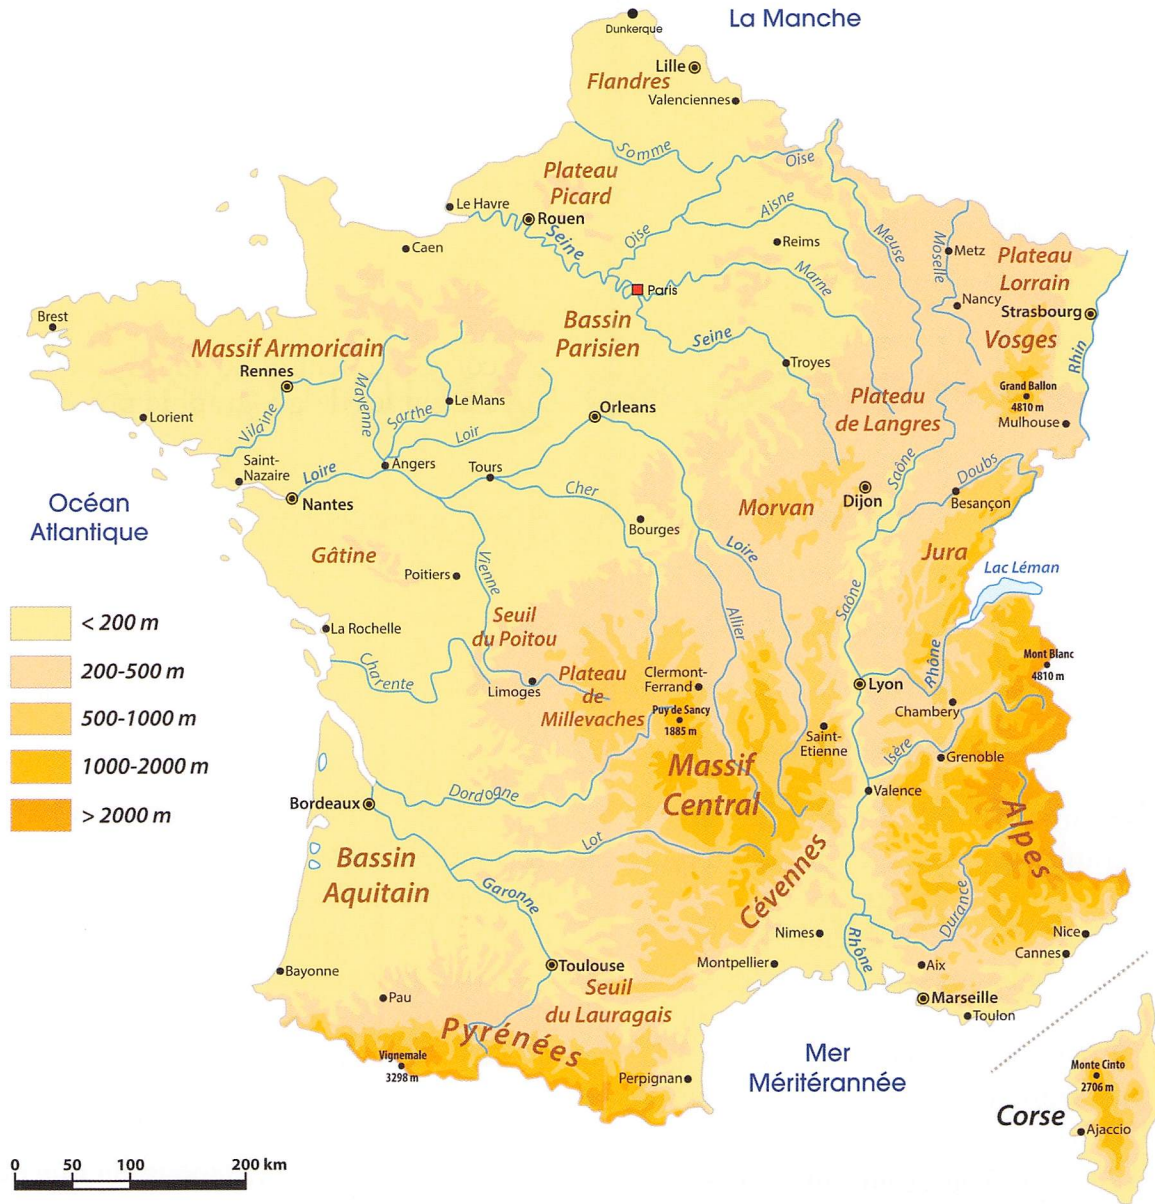 La Manche
Dunkerque
Lille
Flandres
Valenciennes
Somme
Oise
Plateau
Picard
Aisne
Le Havre
Rouen
Seine
Oise
Meuse
Moselle
Caen
Reims
Metz
Plateau
Lorrain
Marne
Paris
Nancy
Strasbourg
Brest
Bassin
Parisien
Seine
Vosges
Rhin
Massif Armoricain
Rennes
Troyes
Mayenne
Grand Ballon
4810 m
Le Mans
Plateau
de Langres
Sarthe
Orleans
Lorient
Vilaine
Loir
Mulhouse
Saint-
Nazaire
Loire
Angers
Tours
Saône
Doubs
Cher
Dijon
Besançon
Océan
Atlantique
Nantes
Morvan
Bourges
Loire
Gâtine
Jura
Vienne
Lac Léman
Poitiers
Saône
< 200 m
Seuil
du Poitou
Allier
La Rochelle
200-500 m
Charente
Plateau
de
Millevaches
Clermont-
Ferrand
Rhône
Mont Blanc
4810 m
Limoges
Lyon
Puy de Sancy
1885 m
Chambery
500-1000 m
Saint-
Etienne
Isère
Grenoble
1000-2000 m
Massif
Central
Dordogne
Valence
Bordeaux
> 2000 m
Alpes
Lot
Bassin
Aquitain
Cévennes
Garonne
Durance
Nimes
Rhône
Nice
Cannes
Bayonne
Toulouse
Montpellier
Aix
Pau
Seuil
du Lauragais
Marseille
Toulon
Pyrénées
Vignemale
3298 m
Mer
Méritérannée
Monte Cinto
2706 m
Perpignan
Corse
Ajaccio
0 50 100 200 km